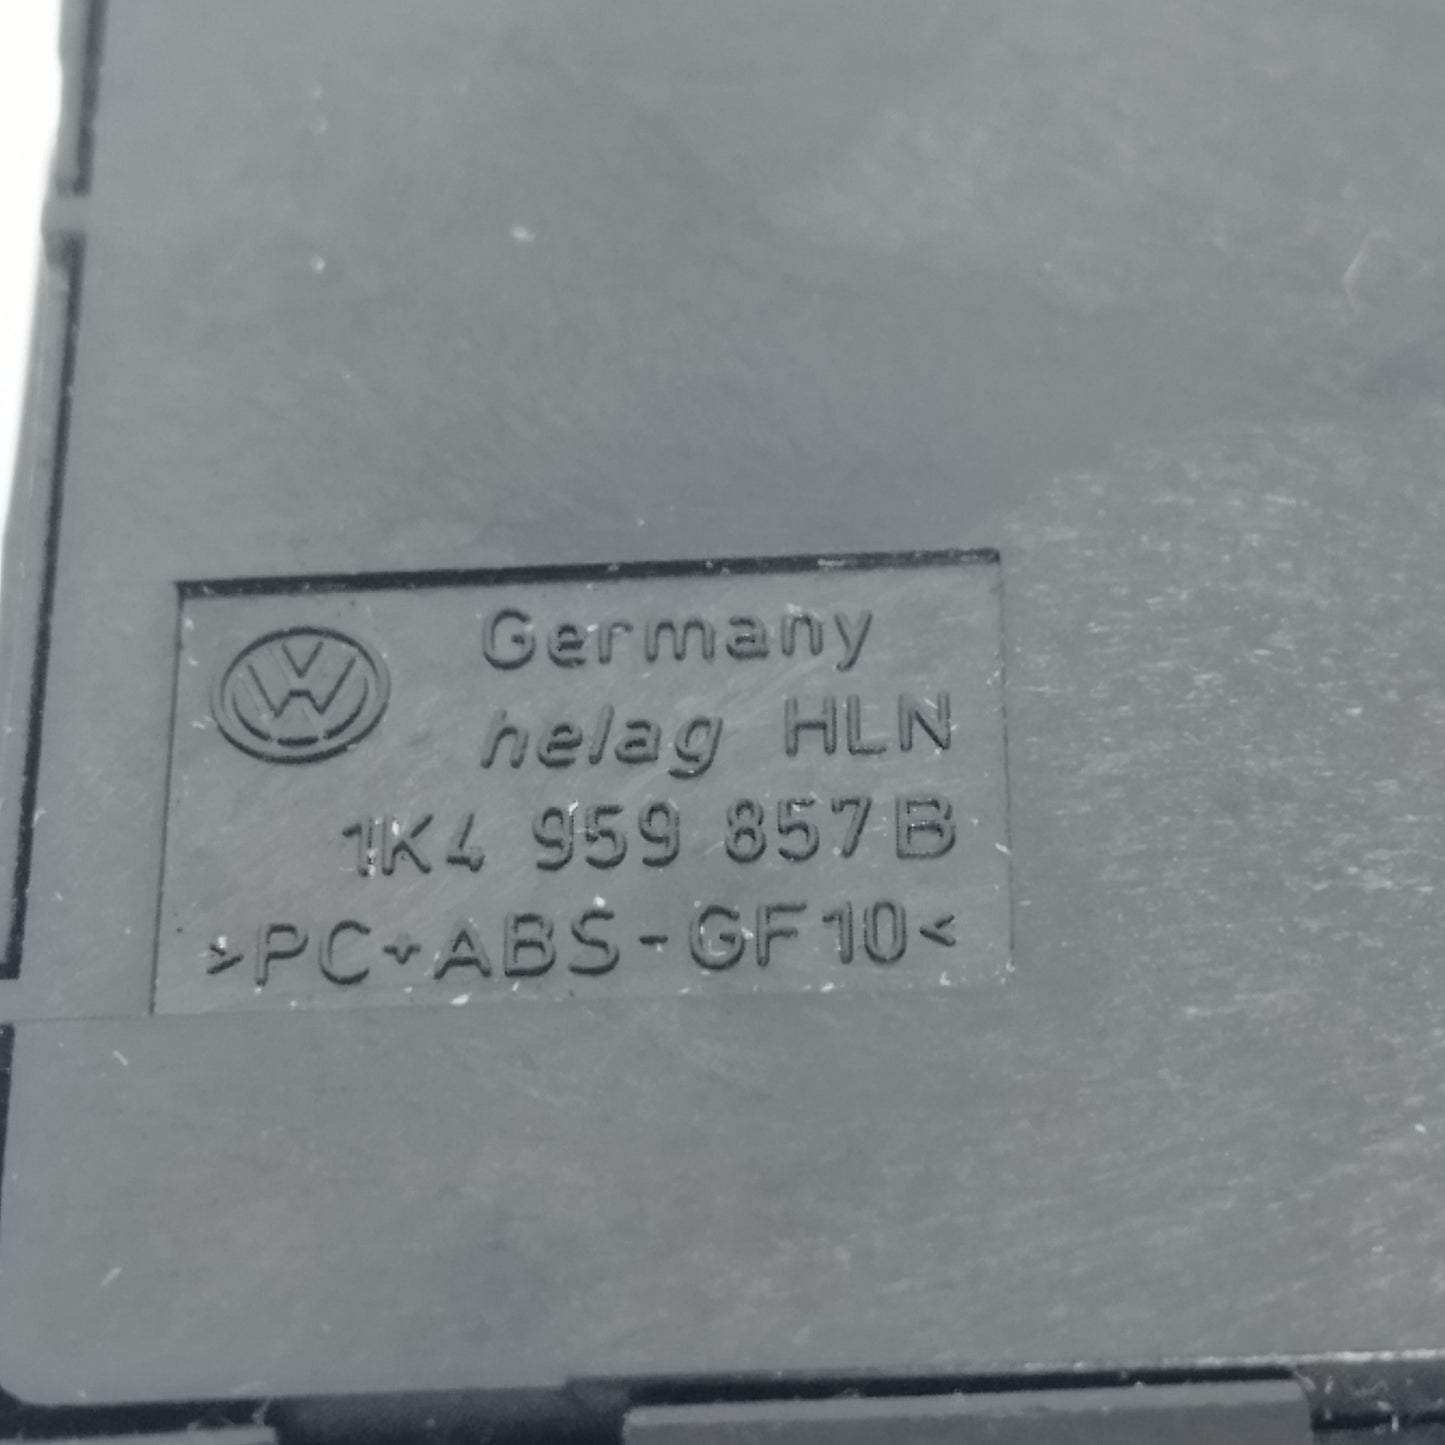 Germany
helag HLN
1K4 959 857 B
>PC+ABS-GF10<